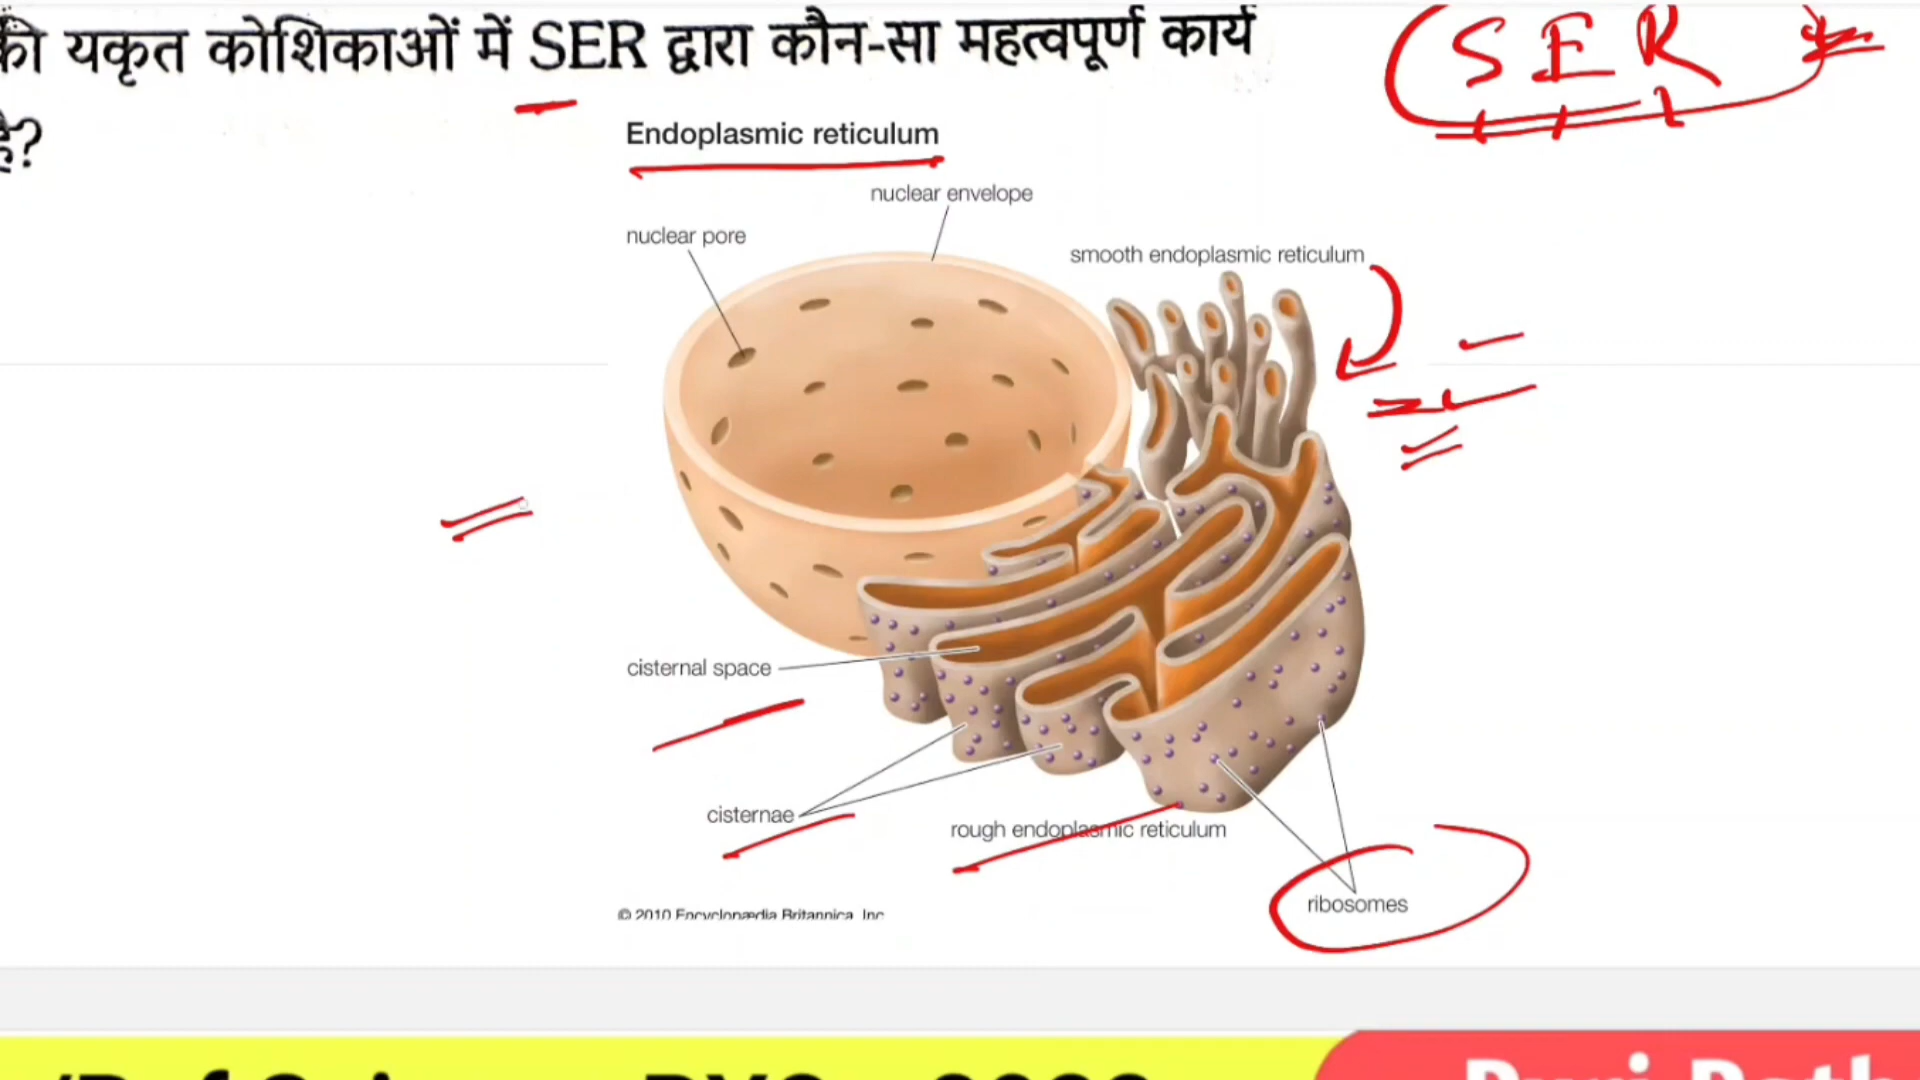 की यकृत कोशिकाओं में SER द्वारा कौन-सा महत्वपूर्ण कार्य
है?
SER
Endoplasmic reticulum
nuclear envelope
nuclear pore
smooth endoplasmic reticulum
cisternal space
cisternae
rough endoplasmic reticulum
ribosomes
© 2010 Encyclopædia Britannica, Inc